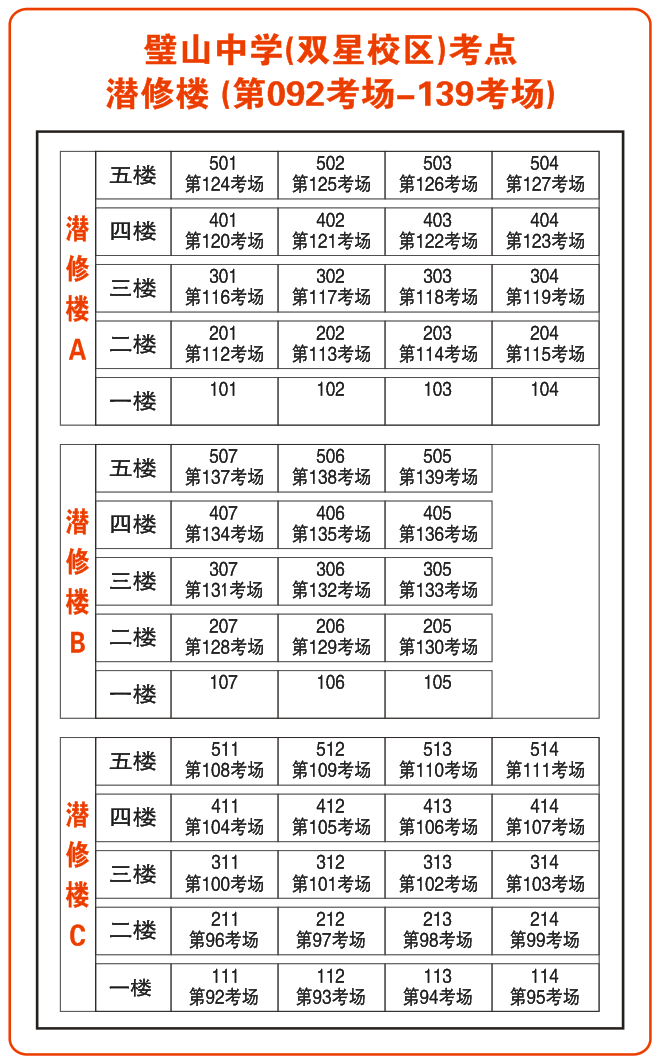 璧山中学(双星校区)考点
潜修楼 (第092考场–139考场)
潜修楼A
五楼
501 502 503 504
第124考场 第125考场 第126考场 第127考场
四楼
401 402 403 404
第120考场 第121考场 第122考场 第123考场
三楼
301 302 303 304
第116考场 第117考场 第118考场 第119考场
二楼
201 202 203 204
第112考场 第113考场 第114考场 第115考场
一楼
101 102 103 104
潜修楼B
五楼
507 506 505
第137考场 第138考场 第139考场
四楼
407 406 405
第134考场 第135考场 第136考场
三楼
307 306 305
第131考场 第132考场 第133考场
二楼
207 206 205
第128考场 第129考场 第130考场
一楼
107 106 105
潜修楼C
五楼
511 512 513 514
第108考场 第109考场 第110考场 第111考场
四楼
411 412 413 414
第104考场 第105考场 第106考场 第107考场
三楼
311 312 313 314
第100考场 第101考场 第102考场 第103考场
二楼
211 212 213 214
第96考场 第97考场 第98考场 第99考场
一楼
111 112 113 114
第92考场 第93考场 第94考场 第95考场